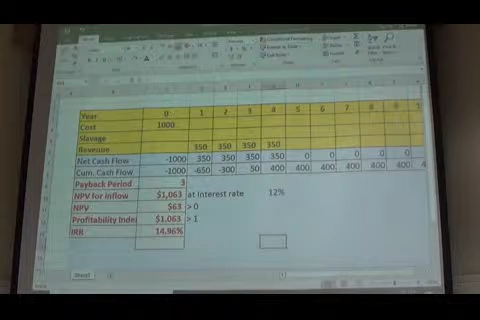 Year 0 1 2 3 4 5 6 7 8 9
Cost 1000
Slavage
Revenue 350 350 350 350
Net Cash Flow -1000 350 350 350 350 0 0 0 0 0
Cum. Cash Flow -1000 -650 -300 50 400 400 400 400 400 400 4
Payback Period 3
NPV for inflow $1,063 at interest rate 12%
NPV $63 > 0
Profitability Index $1.063 > 1
IRR 14.96%
Sheet1